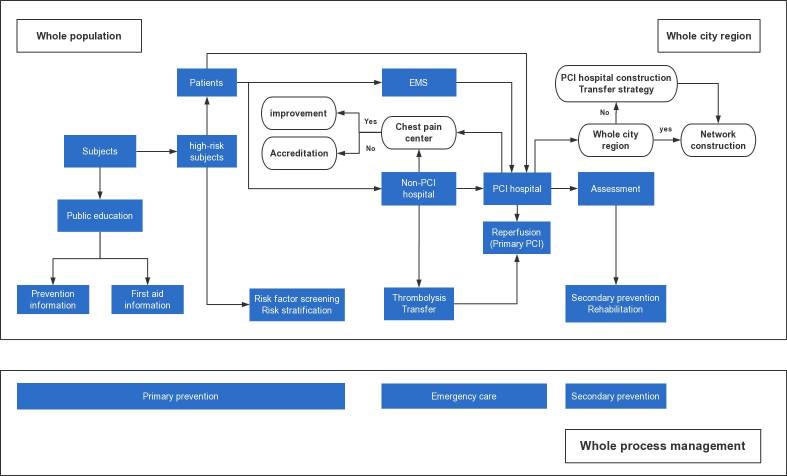 Whole population
Whole city region
Patients
EMS
PCI hospital construction
Transfer strategy
improvement
Yes
Chest pain
center
No
Accreditation
No
Whole city
region
yes
Network
construction
Subjects
high-risk
subjects
Non-PCI
hospital
PCI hospital
Assessment
Public education
Reperfusion
(Primary PCI)
Prevention
information
First aid
information
Risk factor screening
Risk stratification
Thrombolysis
Transfer
Secondary prevention
Rehabilitation
Primary prevention
Emergency care
Secondary prevention
Whole process management